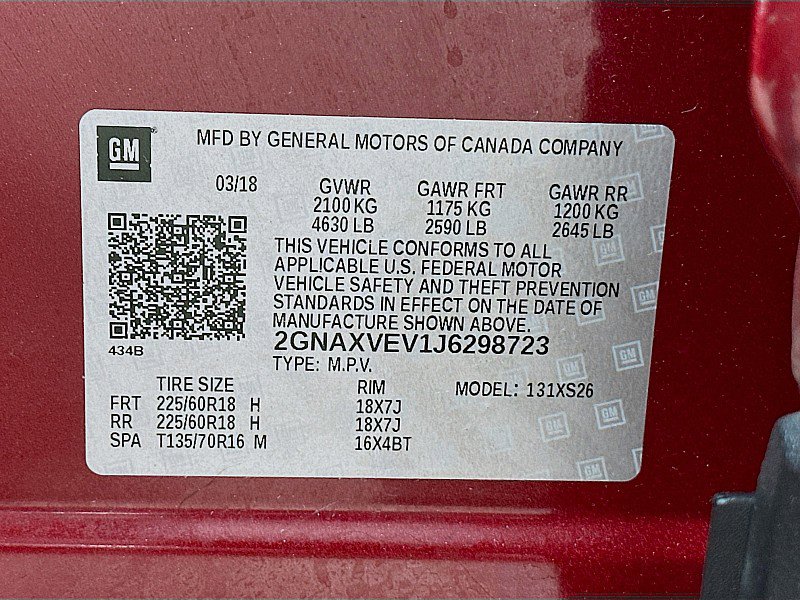 GM
MFD BY GENERAL MOTORS OF CANADA COMPANY
03/18 GVWR GAWR FRT GAWR RR
2100 KG 1175 KG 1200 KG
4630 LB 2590 LB 2645 LB
THIS VEHICLE CONFORMS TO ALL
APPLICABLE U.S. FEDERAL MOTOR
VEHICLE SAFETY AND THEFT PREVENTION
STANDARDS IN EFFECT ON THE DATE OF
MANUFACTURE SHOWN ABOVE.
434B
2GNAXVEV1J6298723
TYPE: M.P.V.
TIRE SIZE RIM MODEL: 131XS26
FRT 225/60R18 H 18X7J
RR 225/60R18 H 18X7J
SPA T135/70R16 M 16X4BT